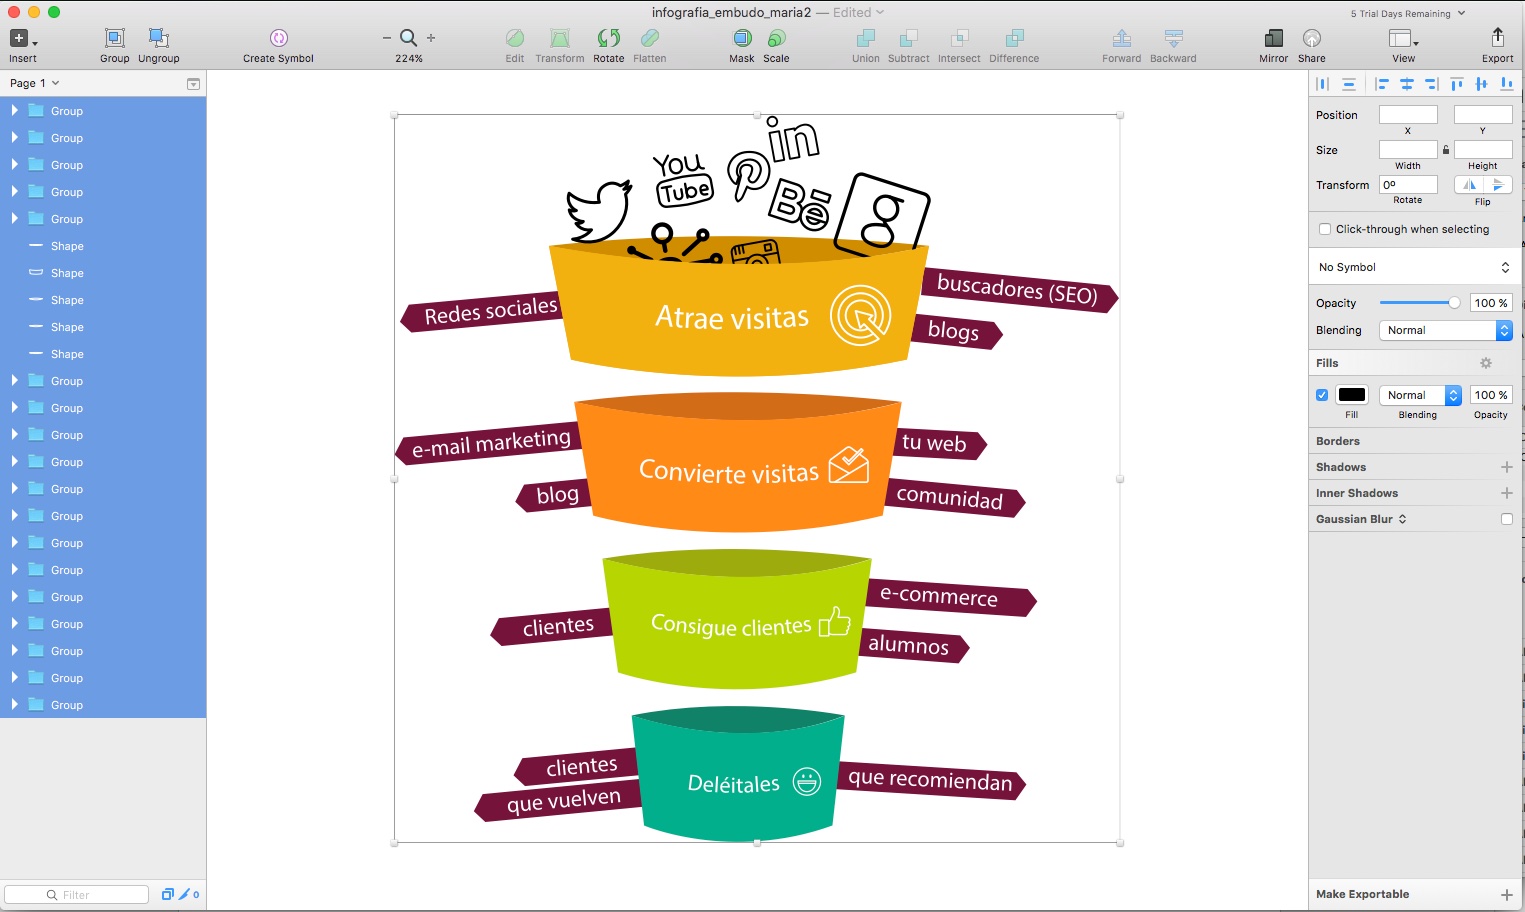 infografia_embudo_maria2 — Edited
5 Trial Days Remaining
Insert
Group
Ungroup
Create Symbol
224%
Edit
Transform
Rotate
Flatten
Mask
Scale
Union
Subtract
Intersect
Difference
Forward
Backward
Mirror
Share
View
Export
Page 1
Group
Group
Group
Group
Group
Shape
Shape
Shape
Shape
Shape
Group
Group
Group
Group
Group
Group
Group
Group
Group
Group
Group
Group
Group
Filter
0
in
You
Tube
Bē
g
Redes sociales
Atrae visitas
buscadores (SEO)
blogs
e-mail marketing
blog
Convierte visitas
tu web
comunidad
clientes
Consigue clientes
e-commerce
alumnos
clientes
que vuelven
Deléitales
que recomiendan
Position
X
Y
Size
Width
Height
Transform
0º
Rotate
Flip
Click-through when selecting
No Symbol
Opacity
100 %
Blending
Normal
Fills
Normal
100 %
Fill
Blending
Opacity
Borders
Shadows
Inner Shadows
Gaussian Blur
Make Exportable